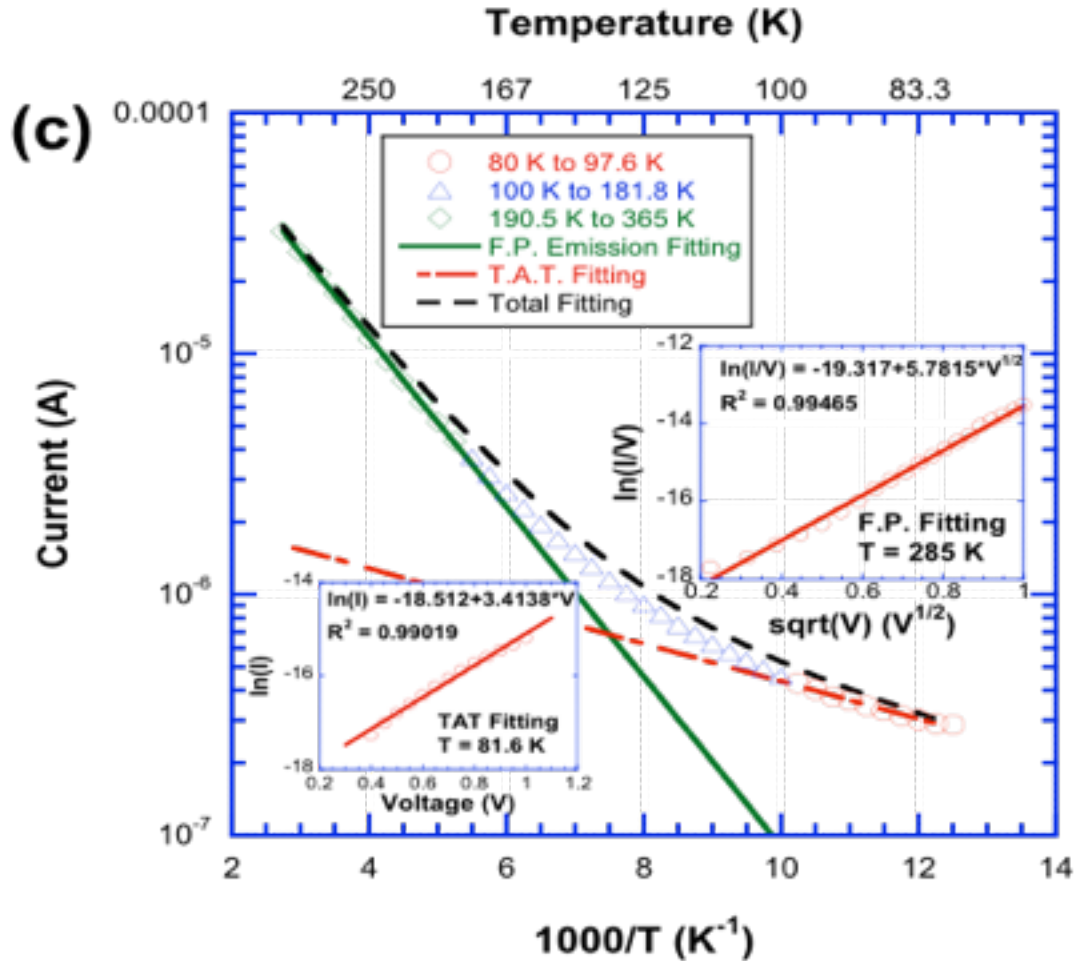 Temperature (K)
250 167 125 100 83.3
(c)
0.0001
10-5
10-6
10-7
Current (A)
80 K to 97.6 K
100 K to 181.8 K
190.5 K to 365 K
F.P. Emission Fitting
T.A.T. Fitting
Total Fitting
-12
-14
-16
-18
ln(I/V)
ln(I/V) = -19.317+5.7815*V1/2
R2 = 0.99465
F.P. Fitting
T = 285 K
0.2 0.4 0.6 0.8 1
sqrt(V) (V1/2)
-14
-16
-18
ln(I)
ln(I) = -18.512+3.4138*V
R2 = 0.99019
TAT Fitting
T = 81.6 K
0.2 0.4 0.6 0.8 1 1.2
Voltage (V)
2 4 6 8 10 12 14
1000/T (K-1)